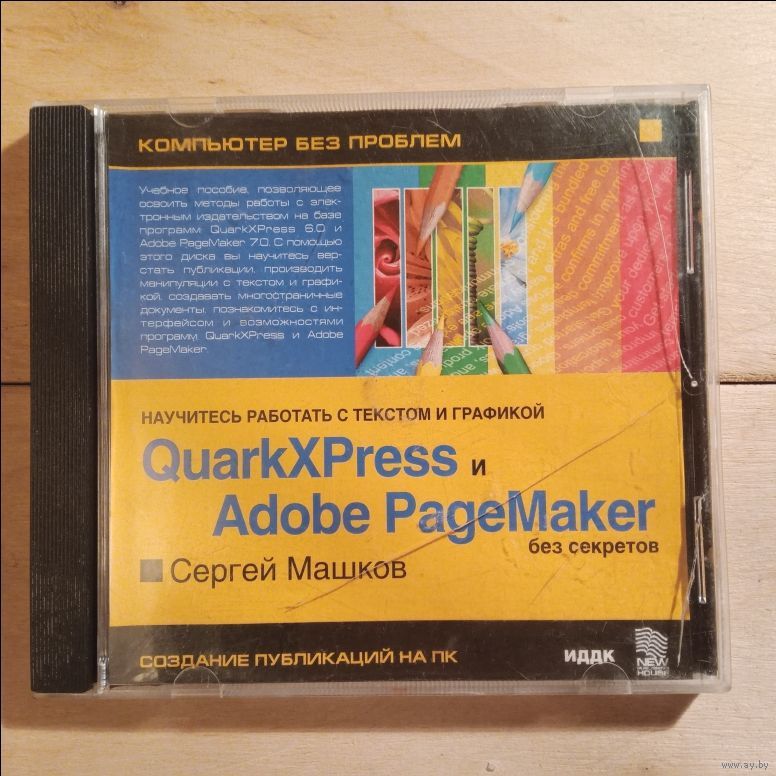 КОМПЬЮТЕР БЕЗ ПРОБЛЕМ
Учебное пособие, позволяющее
освоить методы работы с элек-
тронным издательством на базе
программ QuarkXPress 6.0 и
Adobe PageMaker 7.0. С помощью
этого диска вы научитесь вер-
стать публикации, производить
манипуляции с текстом и графи-
кой, создавать многостраничные
документы, познакомитесь с ин-
терфейсом и возможностями
программ QuarkXPress и Adobe
PageMaker.
НАУЧИТЕСЬ РАБОТАТЬ С ТЕКСТОМ И ГРАФИКОЙ
QuarkXPress и
Adobe PageMaker
без секретов
Сергей Машков
СОЗДАНИЕ ПУБЛИКАЦИЙ НА ПК
ИДДК
NEW
HOUSE
www.ay.by